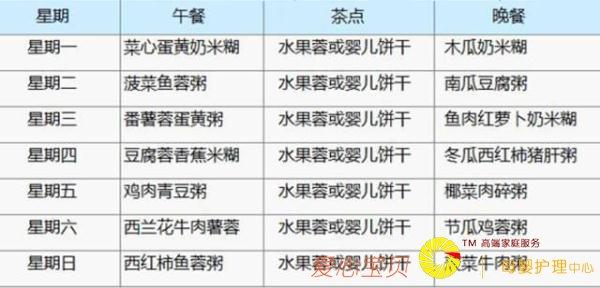 星期 午餐 茶点 晚餐
星期一 菜心蛋黄奶米糊 水果蓉或婴儿饼干 木瓜奶米糊
星期二 菠菜鱼蓉粥 水果蓉或婴儿饼干 南瓜豆腐粥
星期三 番薯蓉蛋黄粥 水果蓉或婴儿饼干 鱼肉红萝卜奶米糊
星期四 豆腐蓉香蕉米糊 水果蓉或婴儿饼干 冬瓜西红柿猪肝粥
星期五 鸡肉青豆粥 水果蓉或婴儿饼干 椰菜肉碎粥
星期六 西兰花牛肉薯蓉 水果蓉或婴儿饼干 节瓜鸡蓉粥
TM 高端家庭服务
星期日 西红柿鱼蓉粥 水果蓉或婴儿饼干 菜牛肉粥
爱心宝贝 母婴护理中心